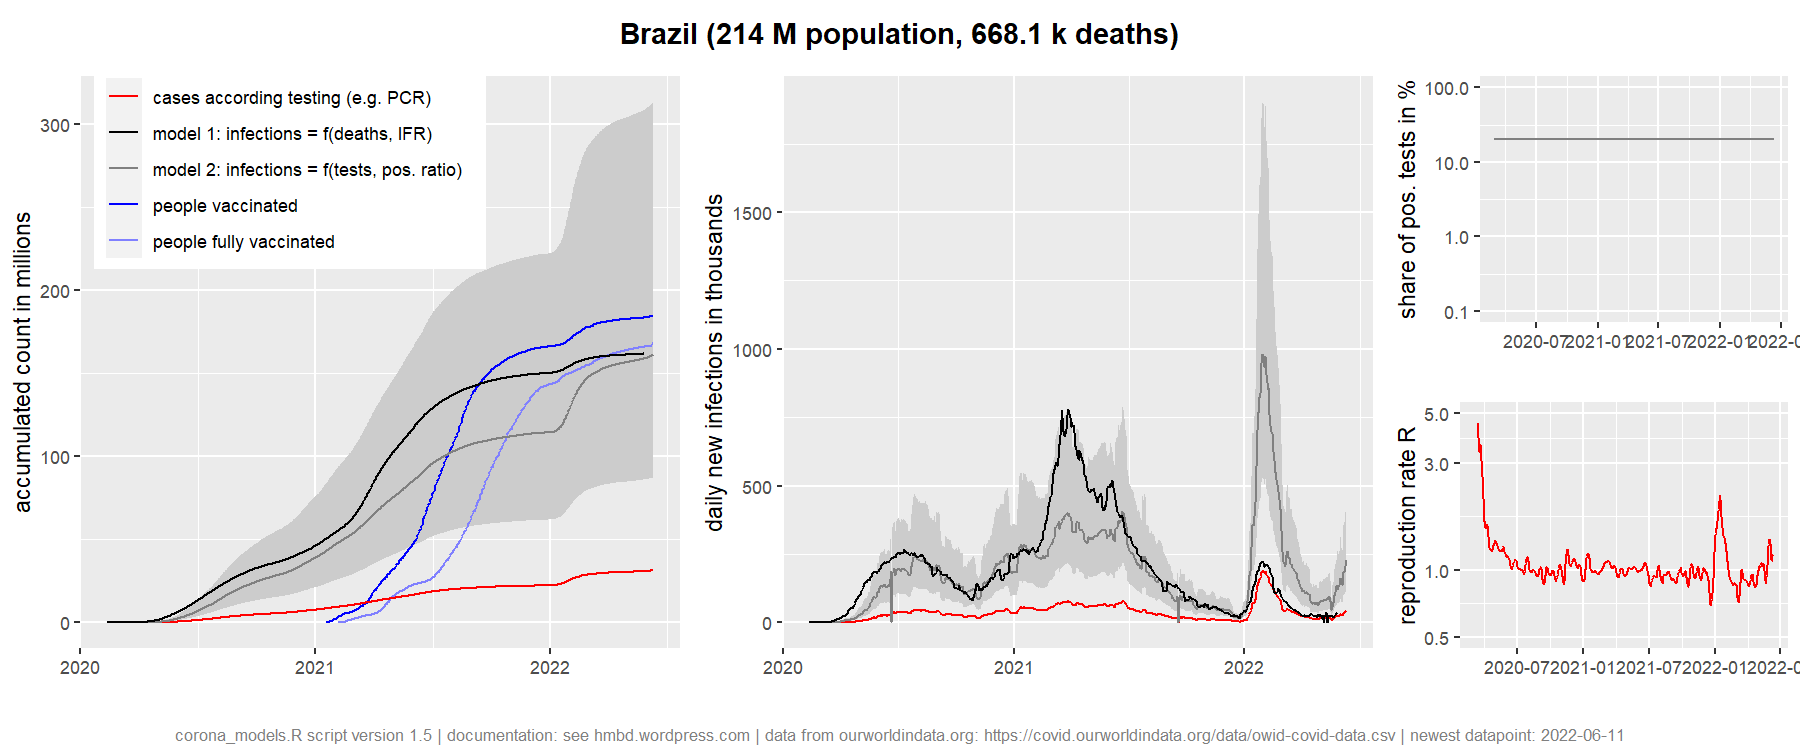 Brazil (214 M population, 668.1 k deaths)
cases according testing (e.g. PCR)
model 1: infections = f(deaths, IFR)
model 2: infections = f(tests, pos. ratio)
people vaccinated
people fully vaccinated
accumulated count in millions
300
200
100
0
2020
2021
2022
daily new infections in thousands
1500
1000
500
0
2020
2021
2022
share of pos. tests in %
100.0
10.0
1.0
0.1
2020-07
2021-01
2021-07
2022-01
2022-0
reproduction rate R
5.0
3.0
1.0
0.5
2020-07
2021-01
2021-07
2022-01
2022-0
corona_models.R script version 1.5 | documentation: see hmbd.wordpress.com | data from ourworldindata.org: https://covid.ourworldindata.org/data/owid-covid-data.csv | newest datapoint: 2022-06-11